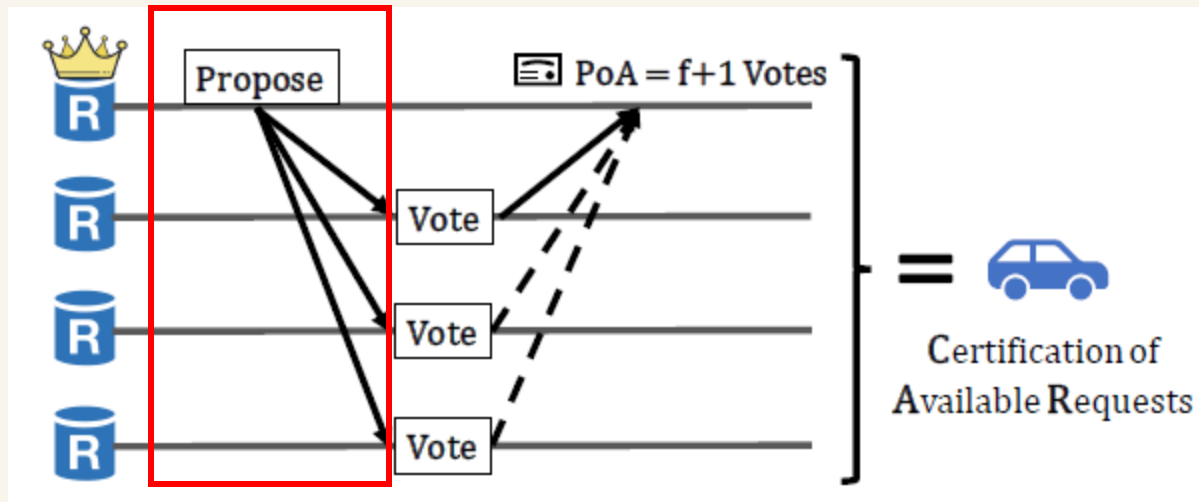 Propose
PoA = f+1 Votes
R
R
Vote
R
Vote
R
Vote
=
Certification of
Available Requests